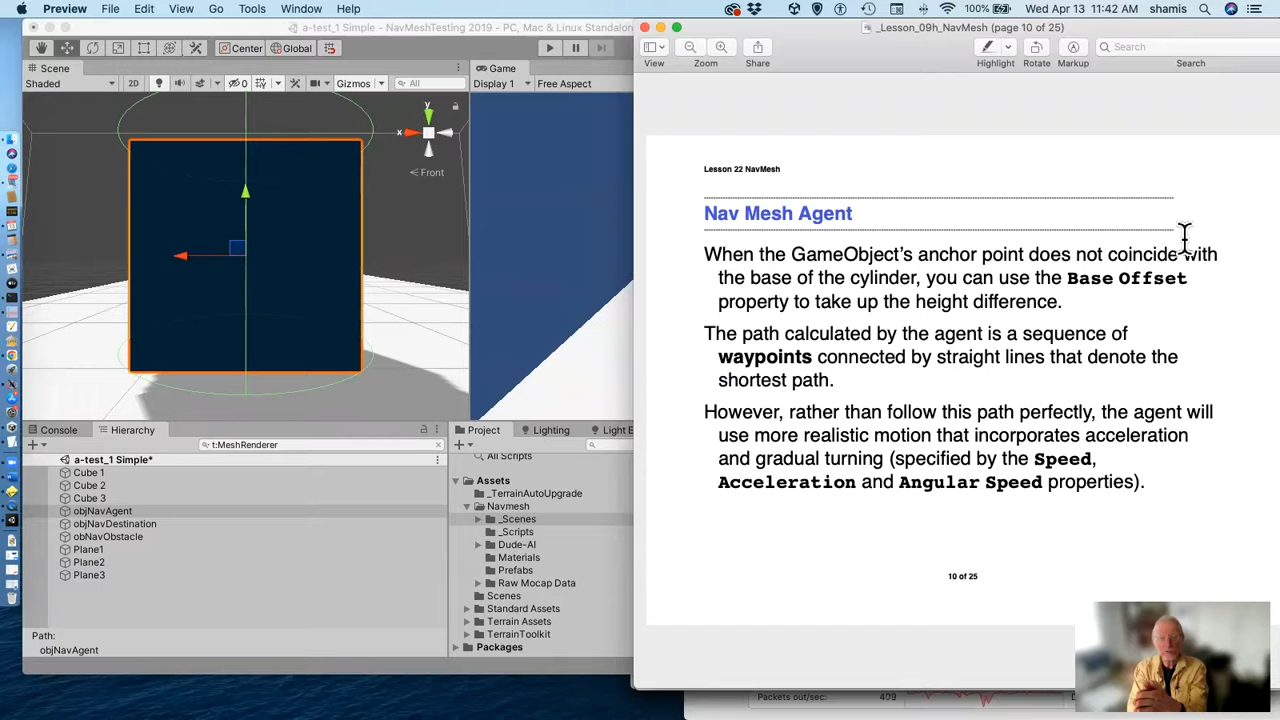 Preview File Edit View Go Tools Window Help
100% Wed Apr 13 11:42 AM shamis
a-test_1 Simple - NavMeshTesting 2019 - PC, Mac & Linux Standalon
_Lesson_09h_NavMesh (page 10 of 25)
Center Global
View Zoom Share Highlight Rotate Markup Search
Search
Scene
Game
Shaded 2D 0 Gizmos All
Display 1 Free Aspect
y
x
Front
Lesson 22 NavMesh
Nav Mesh Agent
When the GameObject's anchor point does not coincide with
the base of the cylinder, you can use the Base Offset
property to take up the height difference.
The path calculated by the agent is a sequence of
waypoints connected by straight lines that denote the
shortest path.
However, rather than follow this path perfectly, the agent will
use more realistic motion that incorporates acceleration
and gradual turning (specified by the Speed,
Acceleration and Angular Speed properties).
10 of 25
Console Hierarchy
t:MeshRenderer
a-test_1 Simple*
Cube 1
Cube 2
Cube 3
objNavAgent
objNavDestination
obNavObstacle
Plane1
Plane2
Plane3
Path:
objNavAgent
Project Lighting Light E
All Scripts
Assets
_TerrainAutoUpgrade
Navmesh
_Scenes
_Scripts
Dude-AI
Materials
Prefabs
Raw Mocap Data
Scenes
Standard Assets
Terrain Assets
TerrainToolkit
Packages
Packets out/sec: 409